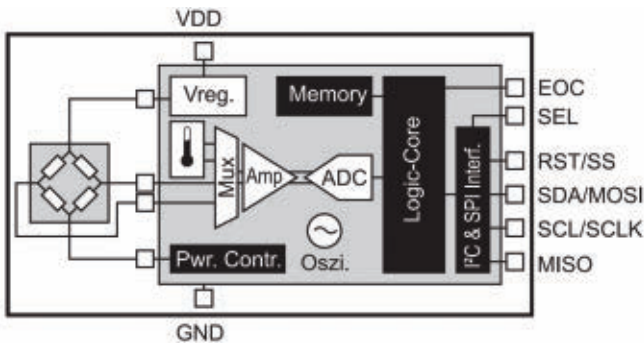 VDD
Vreg.
Memory
Mux
Amp
ADC
Logic-Core
I²C & SPI Interf.
Pwr. Contr.
Oszi.
EOC
SEL
RST/SS
SDA/MOSI
SCL/SCLK
MISO
GND